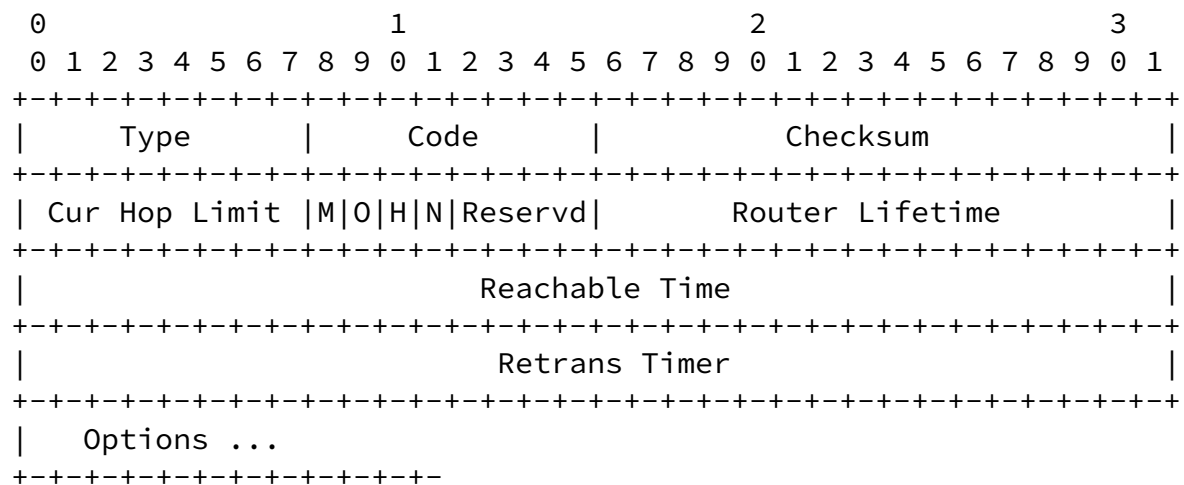 0                   1                   2                   3
 0 1 2 3 4 5 6 7 8 9 0 1 2 3 4 5 6 7 8 9 0 1 2 3 4 5 6 7 8 9 0 1
+-+-+-+-+-+-+-+-+-+-+-+-+-+-+-+-+-+-+-+-+-+-+-+-+-+-+-+-+-+-+-+-+
|     Type      |     Code      |          Checksum             |
+-+-+-+-+-+-+-+-+-+-+-+-+-+-+-+-+-+-+-+-+-+-+-+-+-+-+-+-+-+-+-+-+
| Cur Hop Limit |M|O|H|N|Reservd|       Router Lifetime         |
+-+-+-+-+-+-+-+-+-+-+-+-+-+-+-+-+-+-+-+-+-+-+-+-+-+-+-+-+-+-+-+-+
|                         Reachable Time                        |
+-+-+-+-+-+-+-+-+-+-+-+-+-+-+-+-+-+-+-+-+-+-+-+-+-+-+-+-+-+-+-+-+
|                          Retrans Timer                        |
+-+-+-+-+-+-+-+-+-+-+-+-+-+-+-+-+-+-+-+-+-+-+-+-+-+-+-+-+-+-+-+-+
|   Options ...
+-+-+-+-+-+-+-+-+-+-+-+-